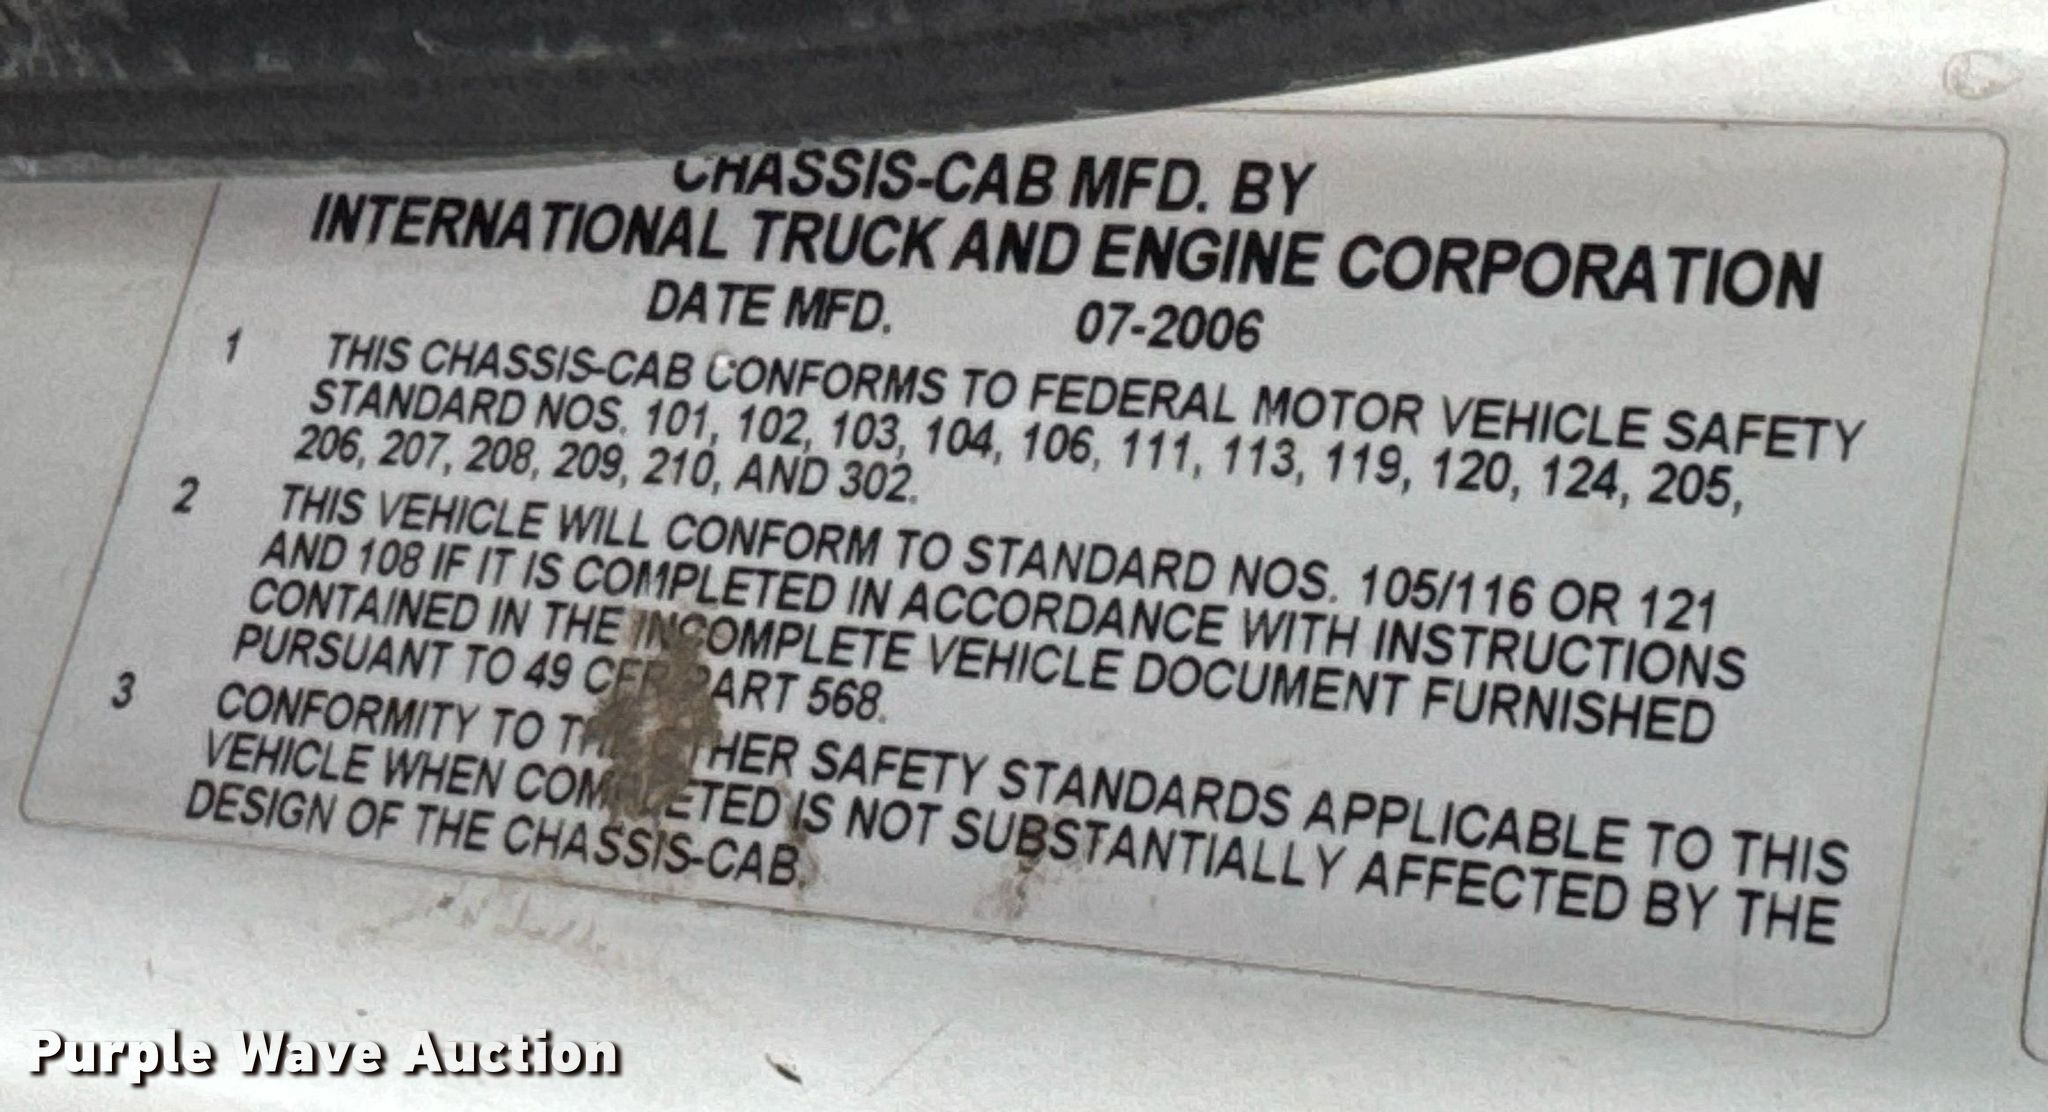 CHASSIS-CAB MFD. BY
INTERNATIONAL TRUCK AND ENGINE CORPORATION
DATE MFD. 07-2006
1 THIS CHASSIS-CAB CONFORMS TO FEDERAL MOTOR VEHICLE SAFETY
STANDARD NOS. 101, 102, 103, 104, 106, 111, 113, 119, 120, 124, 205,
206, 207, 208, 209, 210, AND 302.
2 THIS VEHICLE WILL CONFORM TO STANDARD NOS. 105/116 OR 121
AND 108 IF IT IS COMPLETED IN ACCORDANCE WITH INSTRUCTIONS
CONTAINED IN THE INCOMPLETE VEHICLE DOCUMENT FURNISHED
PURSUANT TO 49 CFR PART 568.
3 CONFORMITY TO THE OTHER SAFETY STANDARDS APPLICABLE TO THIS
VEHICLE WHEN COMPLETED IS NOT SUBSTANTIALLY AFFECTED BY THE
DESIGN OF THE CHASSIS-CAB.
Purple Wave Auction